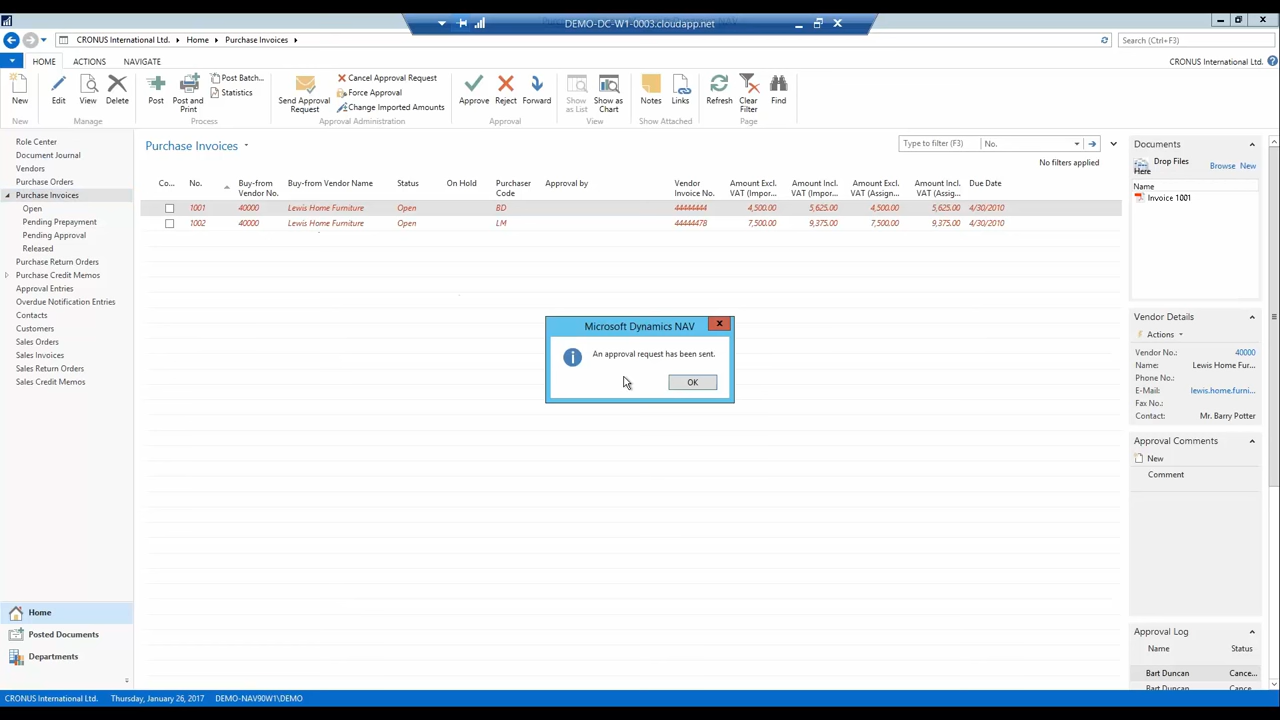 DEMO-DC-W1-0003.cloudapp.net
CRONUS International Ltd. Home Purchase Invoices
Search (Ctrl+F3)
HOME ACTIONS NAVIGATE
CRONUS International Ltd.
New
Edit
View
Delete
Post
Post and Print
Post Batch...
Statistics
Send Approval Request
Cancel Approval Request
Force Approval
Change Imported Amounts
Approve
Reject
Forward
Show as List
Show as Chart
Notes
Links
Refresh
Clear Filter
Find
New Manage Process Approval Administration Approval View Show Attached Page
Role Center
Document Journal
Vendors
Purchase Orders
Purchase Invoices
Open
Pending Prepayment
Pending Approval
Released
Purchase Return Orders
Purchase Credit Memos
Approval Entries
Overdue Notification Entries
Contacts
Customers
Sales Orders
Sales Invoices
Sales Return Orders
Sales Credit Memos
Home
Posted Documents
Departments
Purchase Invoices
Type to filter (F3) No.
No filters applied
Co... No. Buy-from Vendor No. Buy-from Vendor Name Status On Hold Purchaser Code Approval by Vendor Invoice No. Amount Excl. VAT (Impor... Amount Incl. VAT (Impor... Amount Excl. VAT (Assign... Amount Incl. VAT (Assig... Due Date
1001 40000 Lewis Home Furniture Open BD 44444444 4,500.00 5,625.00 4,500.00 5,625.00 4/30/2010
1002 40000 Lewis Home Furniture Open LM 44444478 7,500.00 9,375.00 7,500.00 9,375.00 4/30/2010
Microsoft Dynamics NAV
An approval request has been sent.
OK
Documents
Drop Files Here
Browse New
Name
Invoice 1001
Vendor Details
Actions
Vendor No.: 40000
Name: Lewis Home Fur...
Phone No.:
E-Mail: lewis.home.furni...
Fax No.:
Contact: Mr. Barry Potter
Approval Comments
New
Comment
Approval Log
Name Status
Bart Duncan Cance...
Bart Duncan Cance...
CRONUS International Ltd. Thursday, January 26, 2017 DEMO-NAV90W1\DEMO